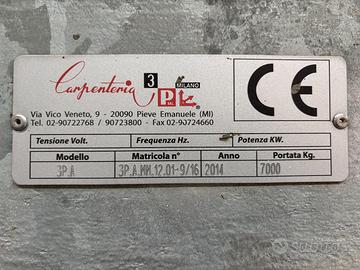 Carpenteria 3 P MILANO
CE
Via Vico Veneto, 9 - 20090 Pieve Emanuele (MI)
Tel. 02-90722768 / 90723800 - Fax 02-90724660
Tensione Volt. Frequenza Hz. Potenza KW.
Modello Matricola n° Anno Portata Kg.
3P.A 3P.A.MM.12.01-9/16 2014 7000
subito